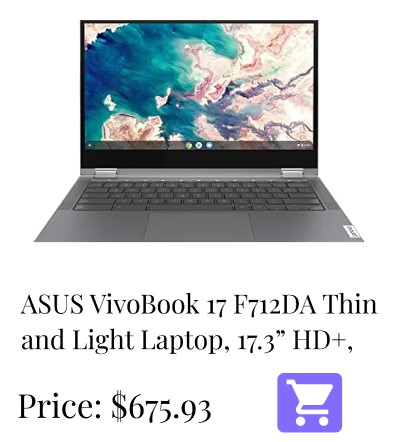 ASUS VivoBook 17 F712DA Thin
and Light Laptop, 17.3” HD+,
Price: $675.93